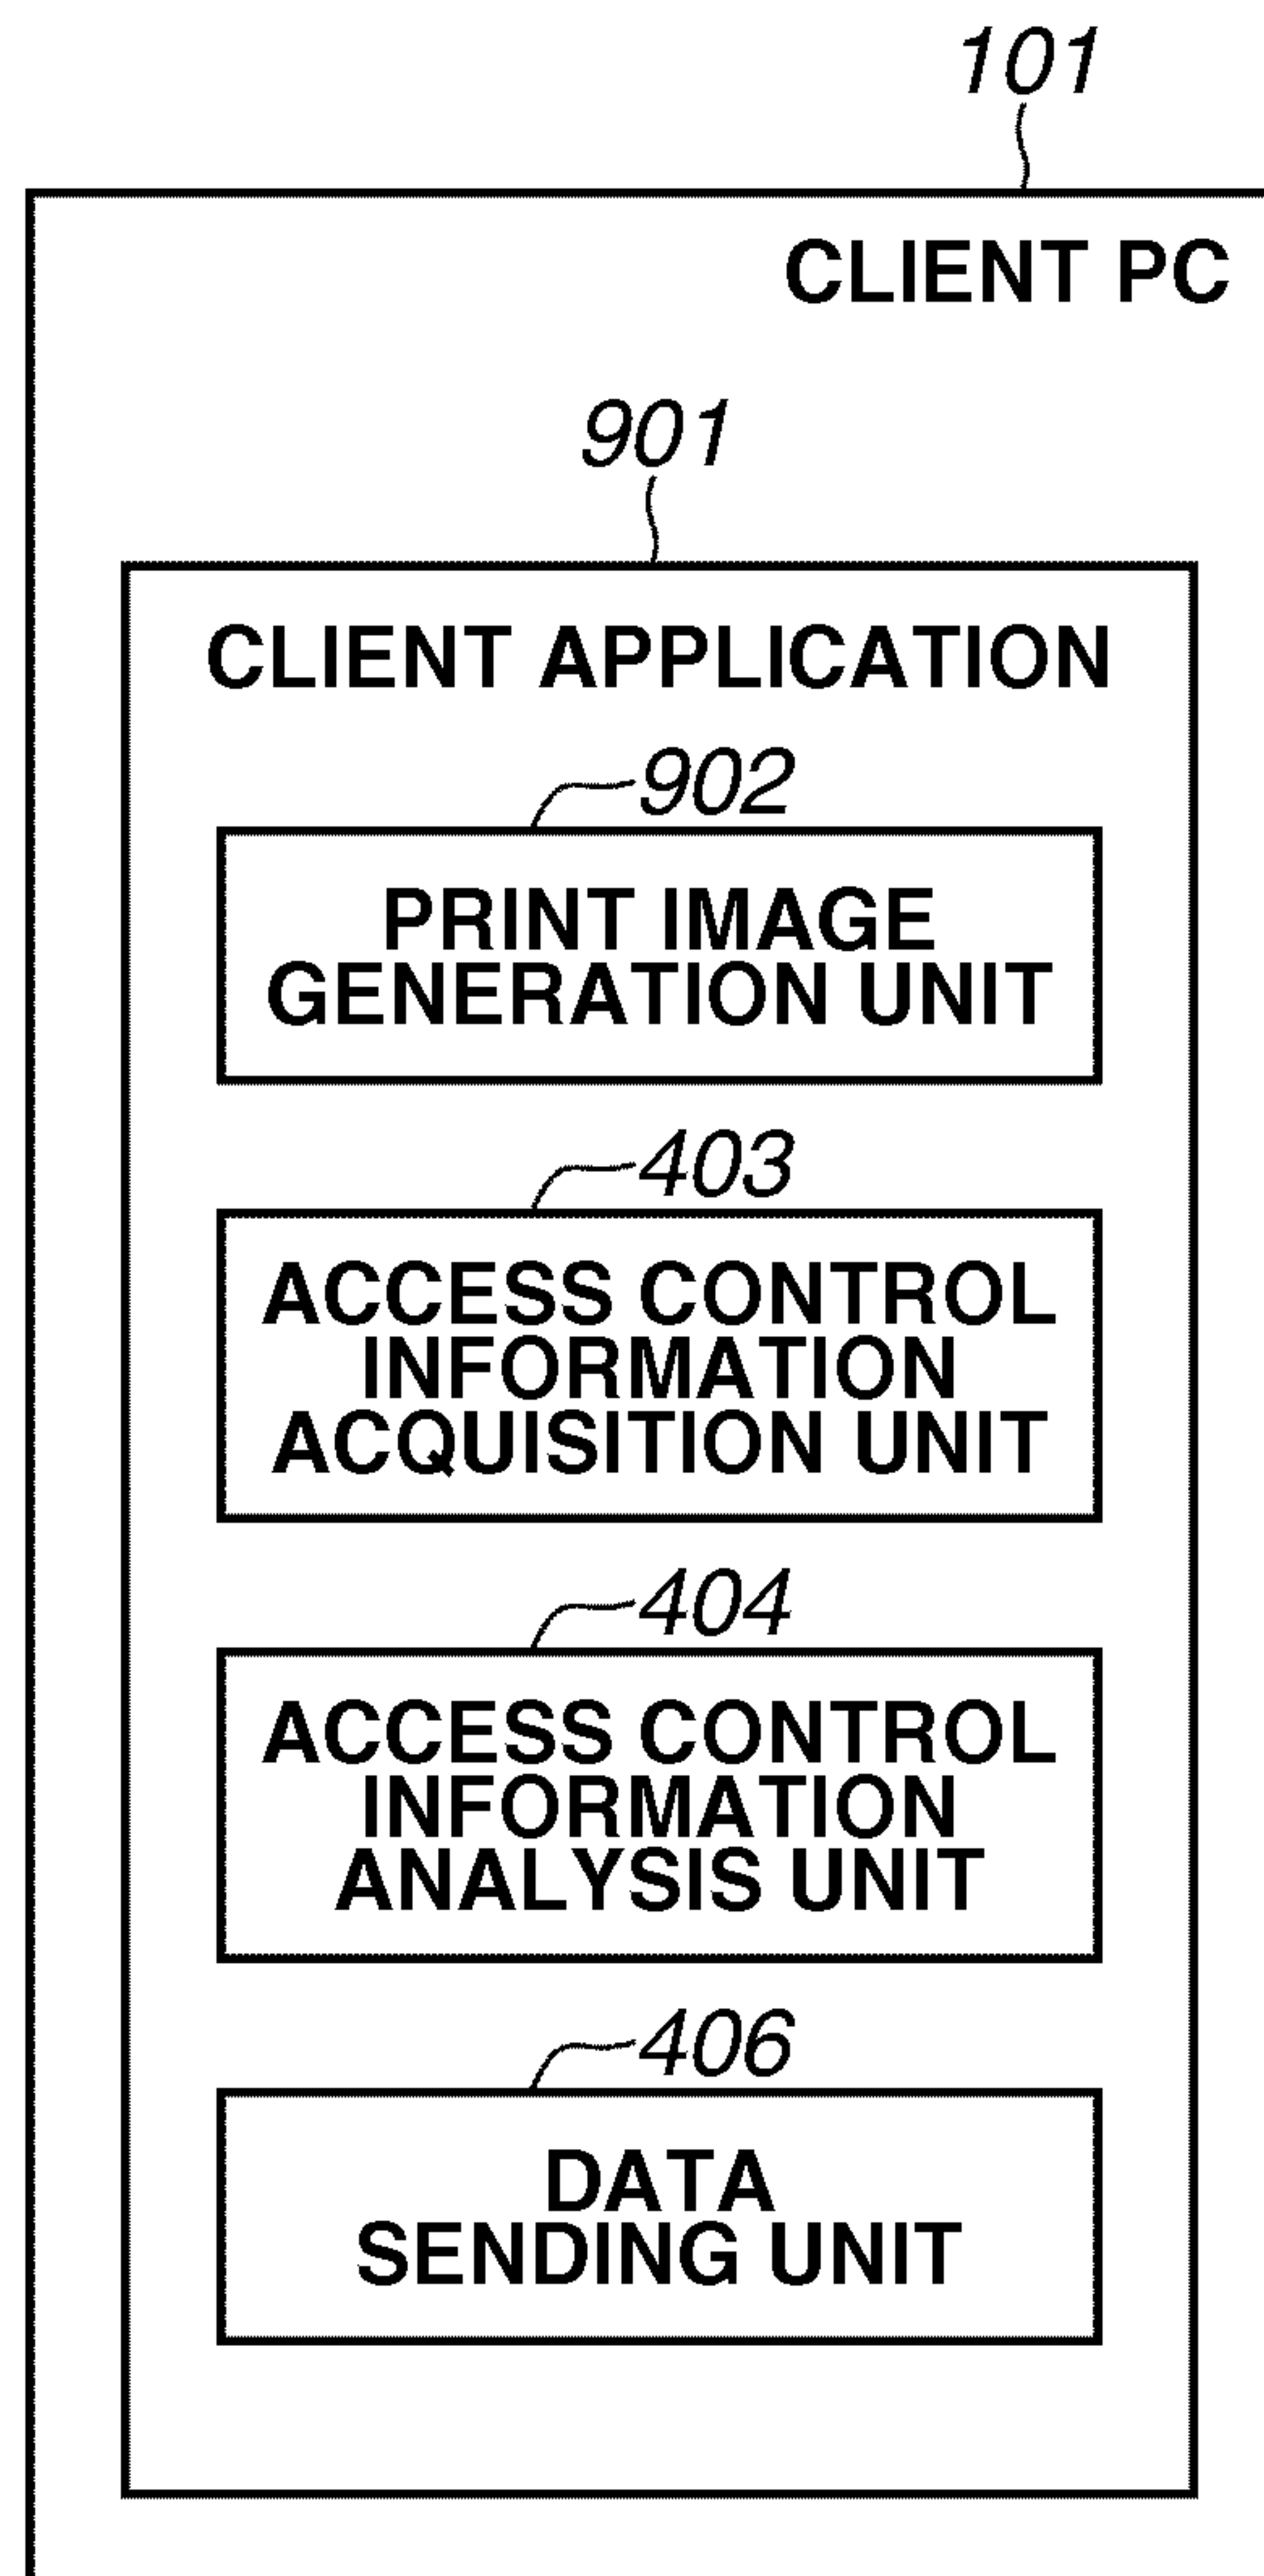 101
CLIENT PC
901
CLIENT APPLICATION
902
PRINT IMAGE
GENERATION UNIT
403
ACCESS CONTROL
INFORMATION
ACQUISITION UNIT
404
ACCESS CONTROL
INFORMATION
ANALYSIS UNIT
406
DATA
SENDING UNIT